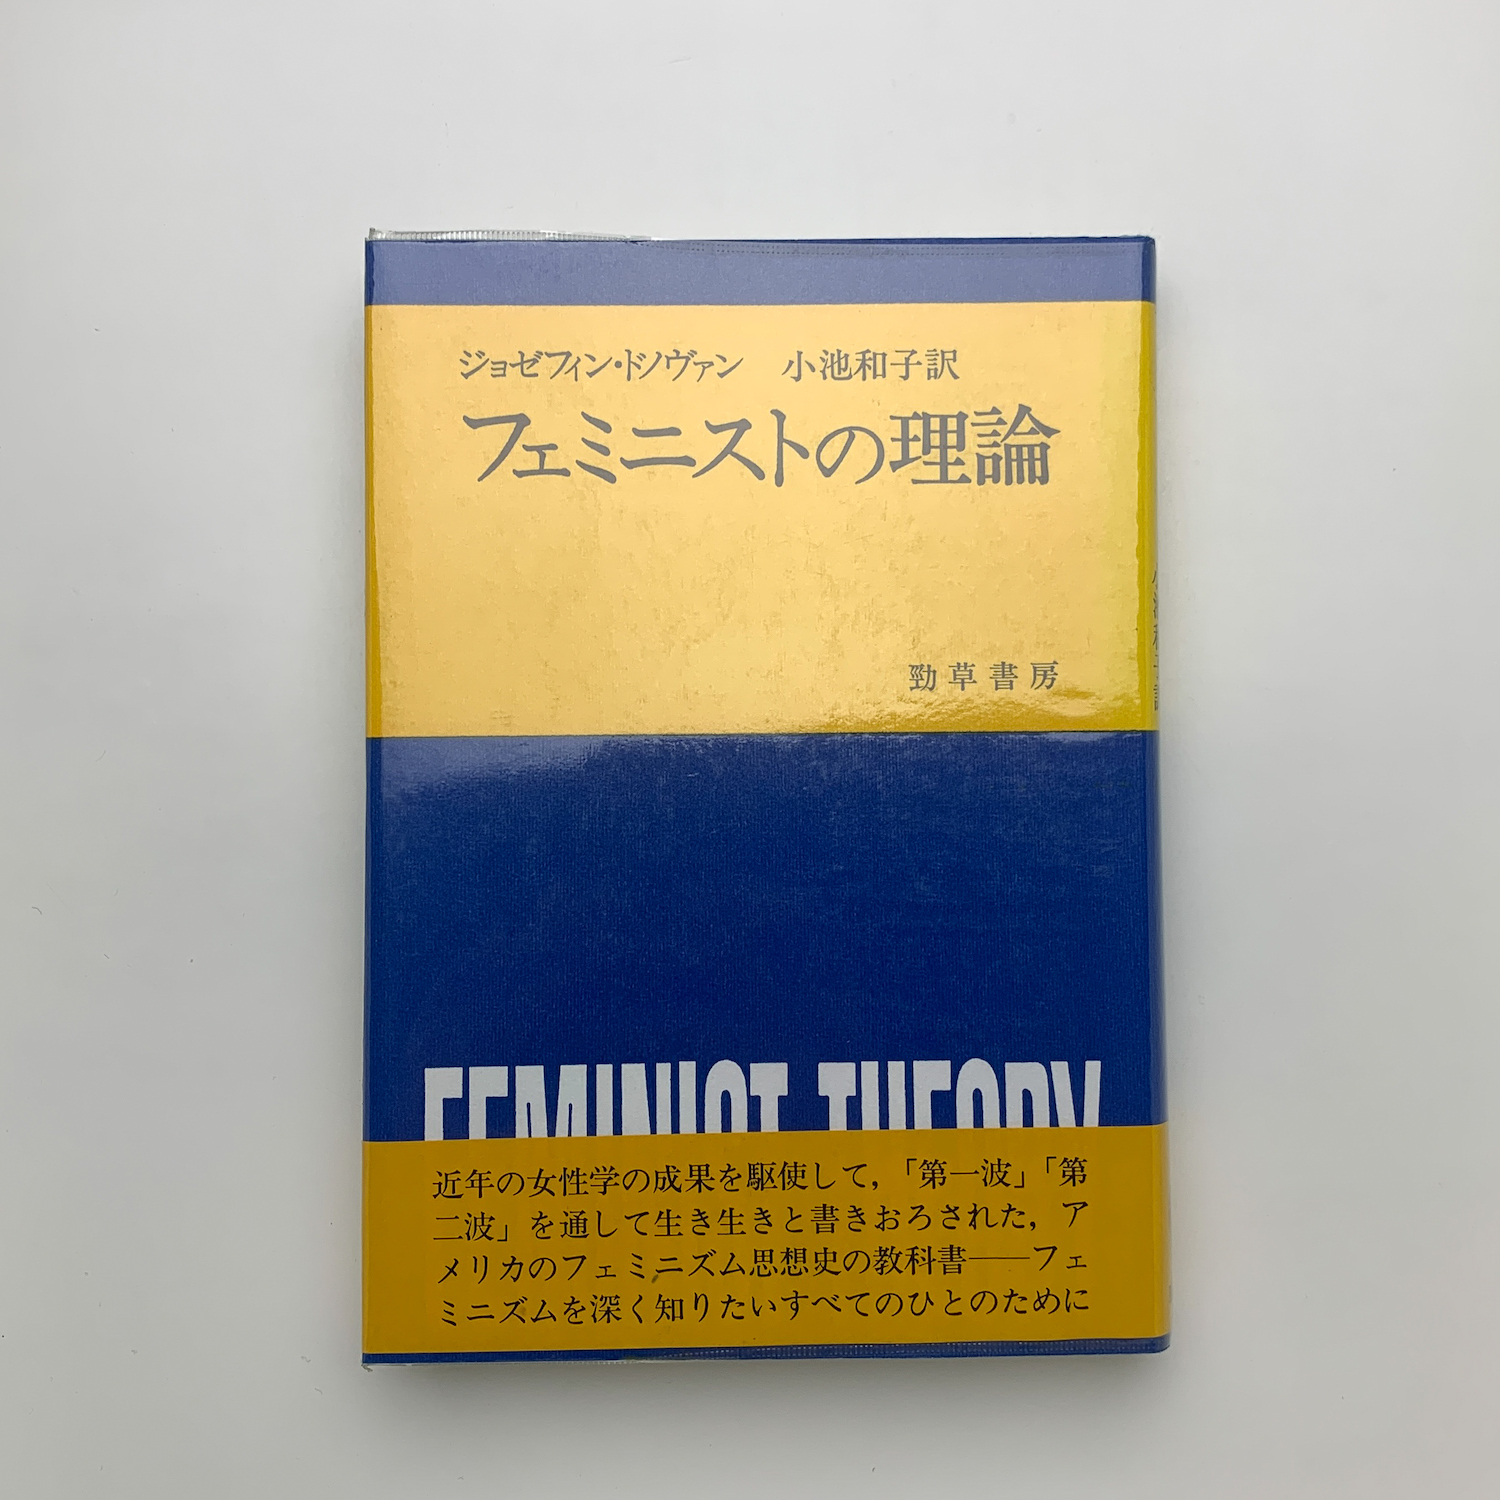 ジョゼフィン・ドノヴァン 小池和子訳
フェミニストの理論
勁草書房
FEMINIST THEORY
近年の女性学の成果を駆使して，「第一波」「第
二波」を通して生き生きと書きおろされた，ア
メリカのフェミニズム思想史の教科書――フェ
ミニズムを深く知りたいすべてのひとのために